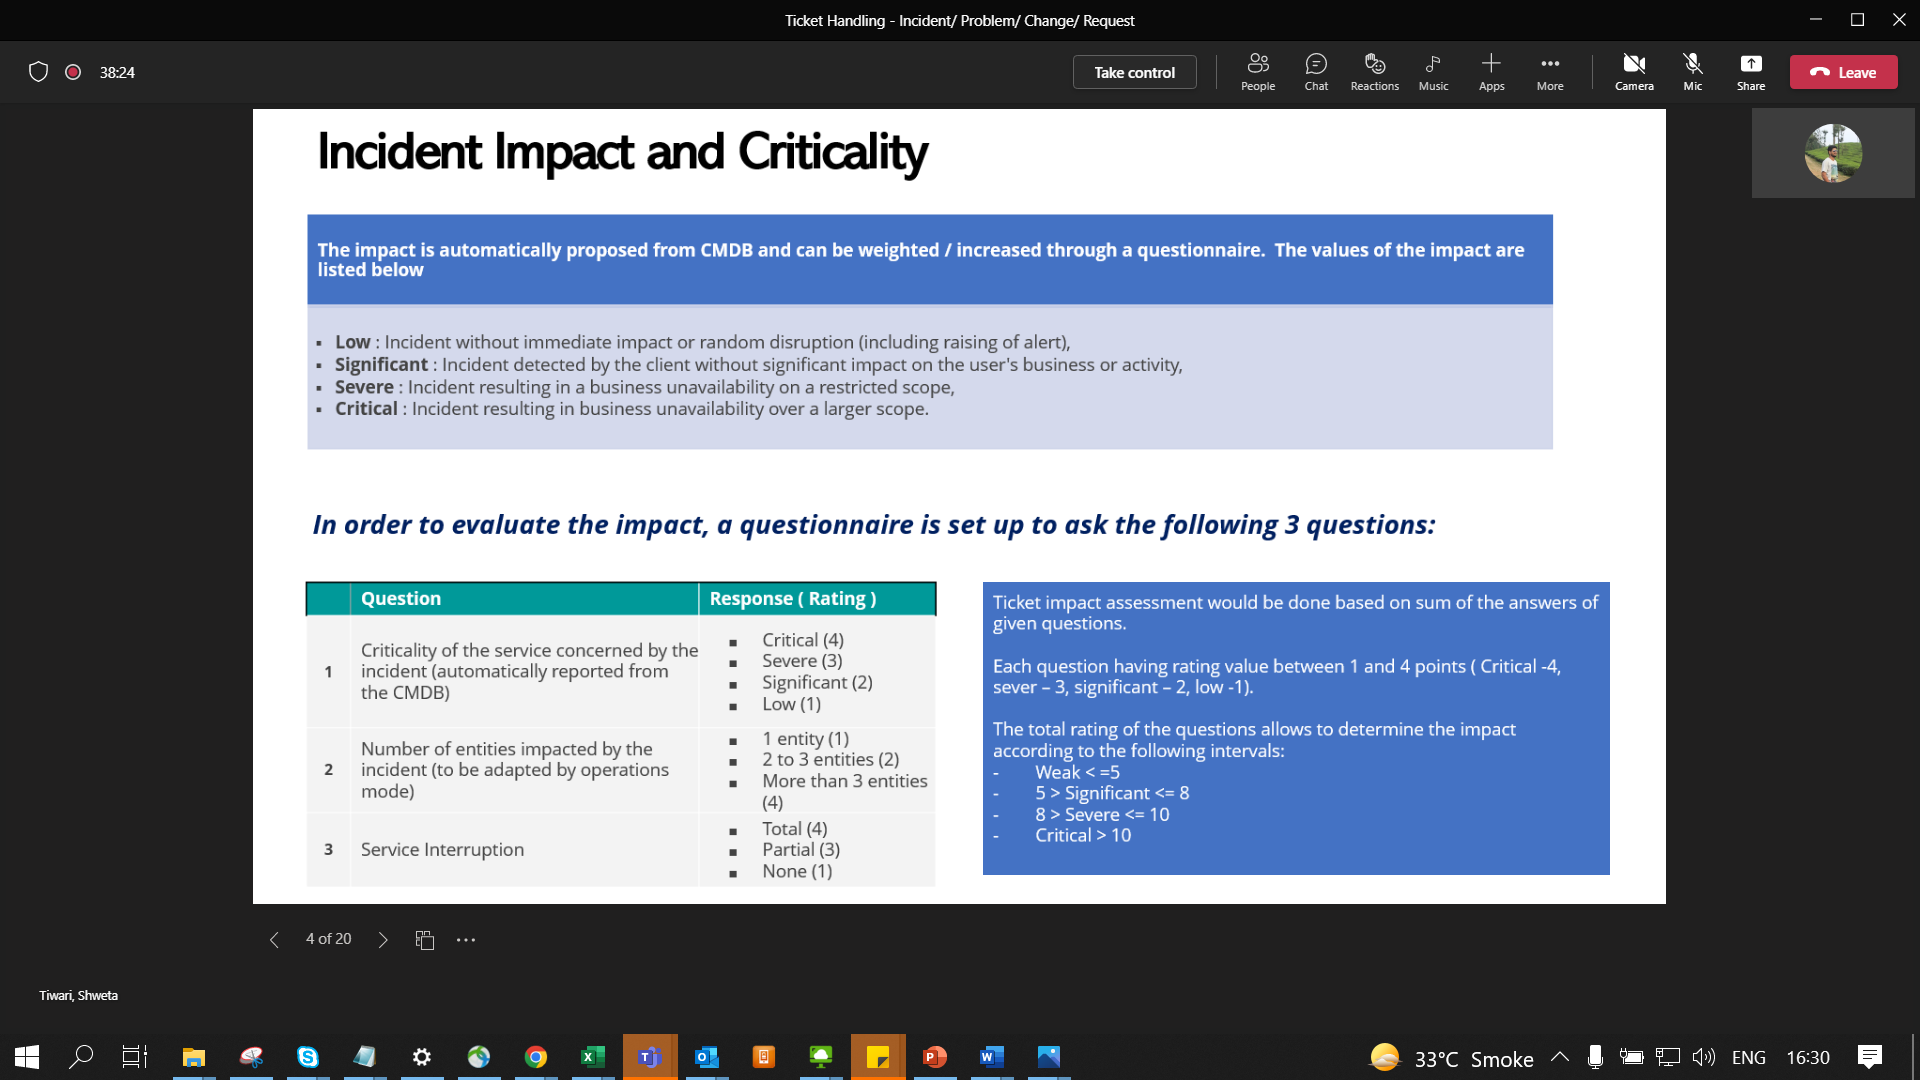 Ticket Handling - Incident/ Problem/ Change/ Request
38:24
Take control
People
Chat
Reactions
Music
Apps
More
Camera
Mic
Share
Leave
Incident Impact and Criticality
The impact is automatically proposed from CMDB and can be weighted / increased through a questionnaire. The values of the impact are
listed below
▪ Low : Incident without immediate impact or random disruption (including raising of alert),
▪ Significant : Incident detected by the client without significant impact on the user's business or activity,
▪ Severe : Incident resulting in a business unavailability on a restricted scope,
▪ Critical : Incident resulting in business unavailability over a larger scope.
In order to evaluate the impact, a questionnaire is set up to ask the following 3 questions:
Question
Response ( Rating )
1
Criticality of the service concerned by the
incident (automatically reported from
the CMDB)
▪ Critical (4)
▪ Severe (3)
▪ Significant (2)
▪ Low (1)
2
Number of entities impacted by the
incident (to be adapted by operations
mode)
▪ 1 entity (1)
▪ 2 to 3 entities (2)
▪ More than 3 entities
(4)
3
Service Interruption
▪ Total (4)
▪ Partial (3)
▪ None (1)
Ticket impact assessment would be done based on sum of the answers of
given questions.
Each question having rating value between 1 and 4 points ( Critical -4,
sever – 3, significant – 2, low -1).
The total rating of the questions allows to determine the impact
according to the following intervals:
- Weak < =5
- 5 > Significant <= 8
- 8 > Severe <= 10
- Critical > 10
4 of 20
Tiwari, Shweta
33°C Smoke
ENG
16:30